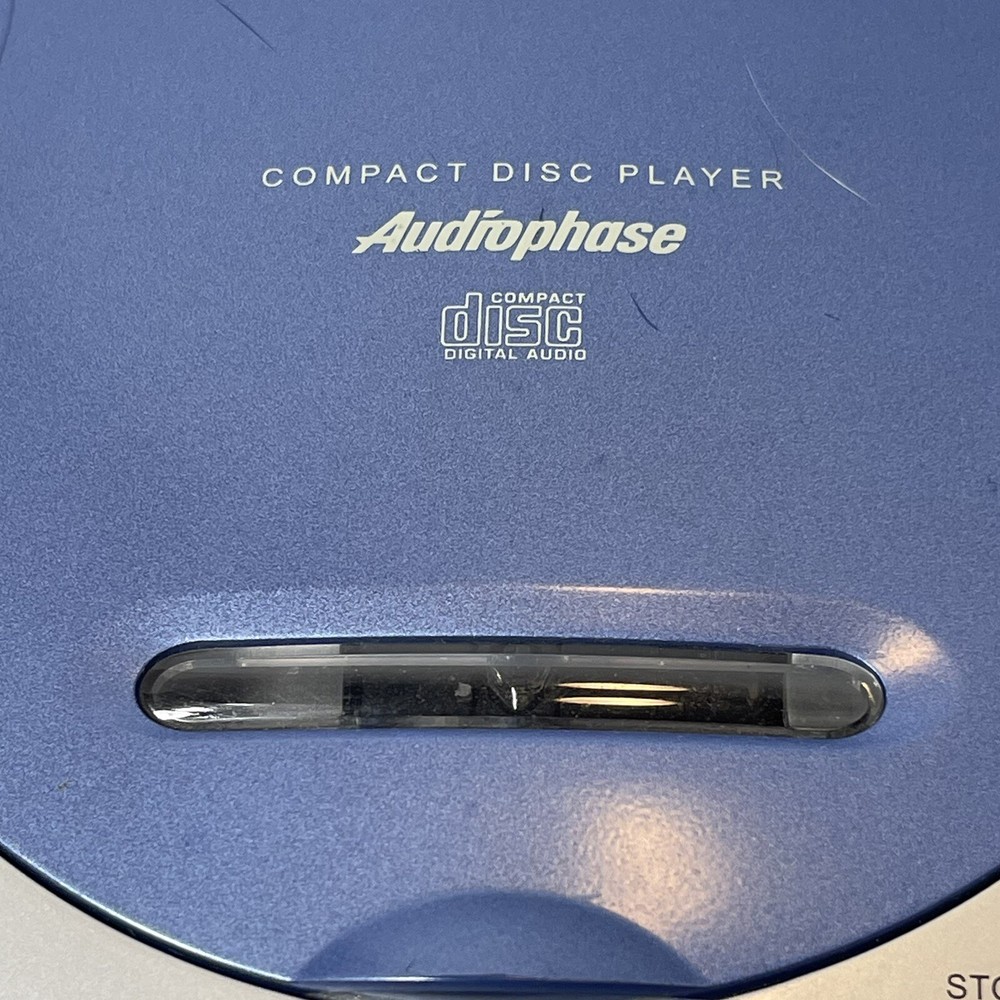 COMPACT DISC PLAYER
Audiophase
COMPACT
disc
DIGITAL AUDIO